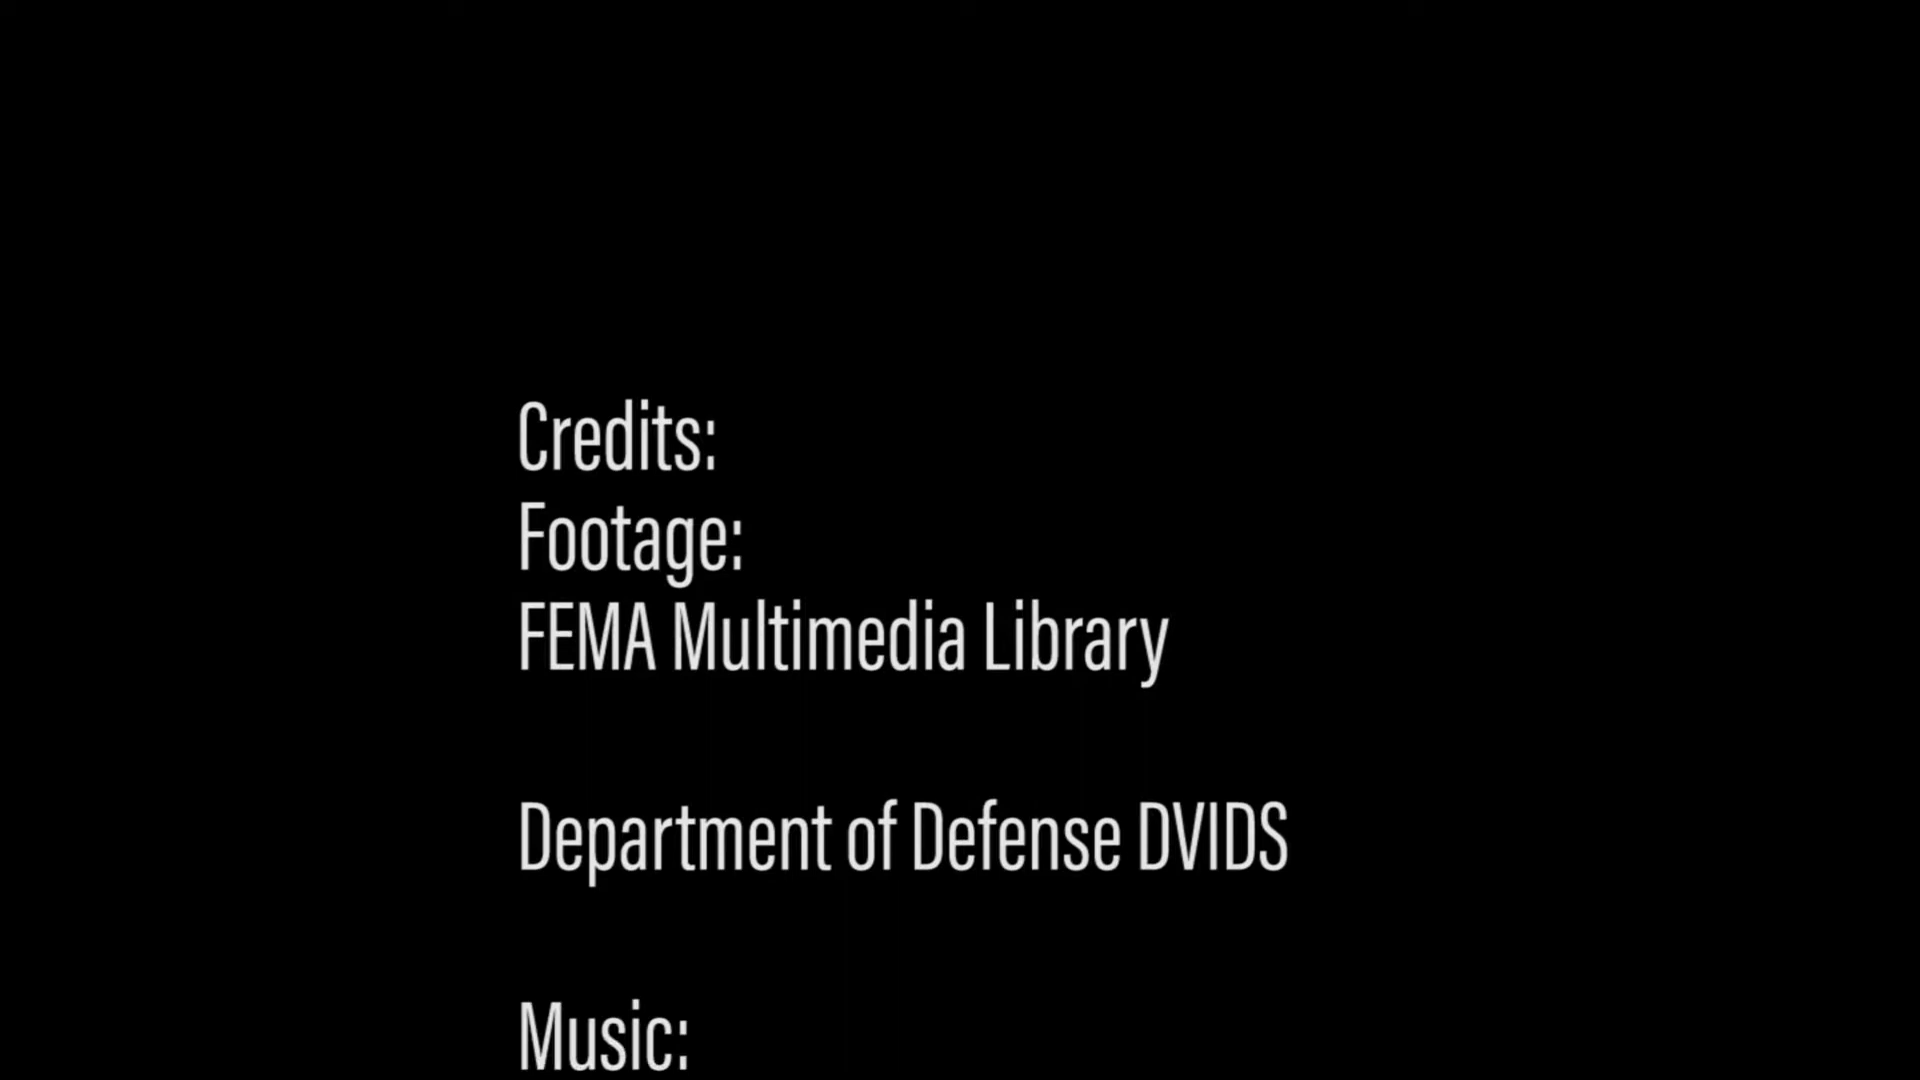 Credits:
Footage:
FEMA Multimedia Library
Department of Defense DVIDS
Music: